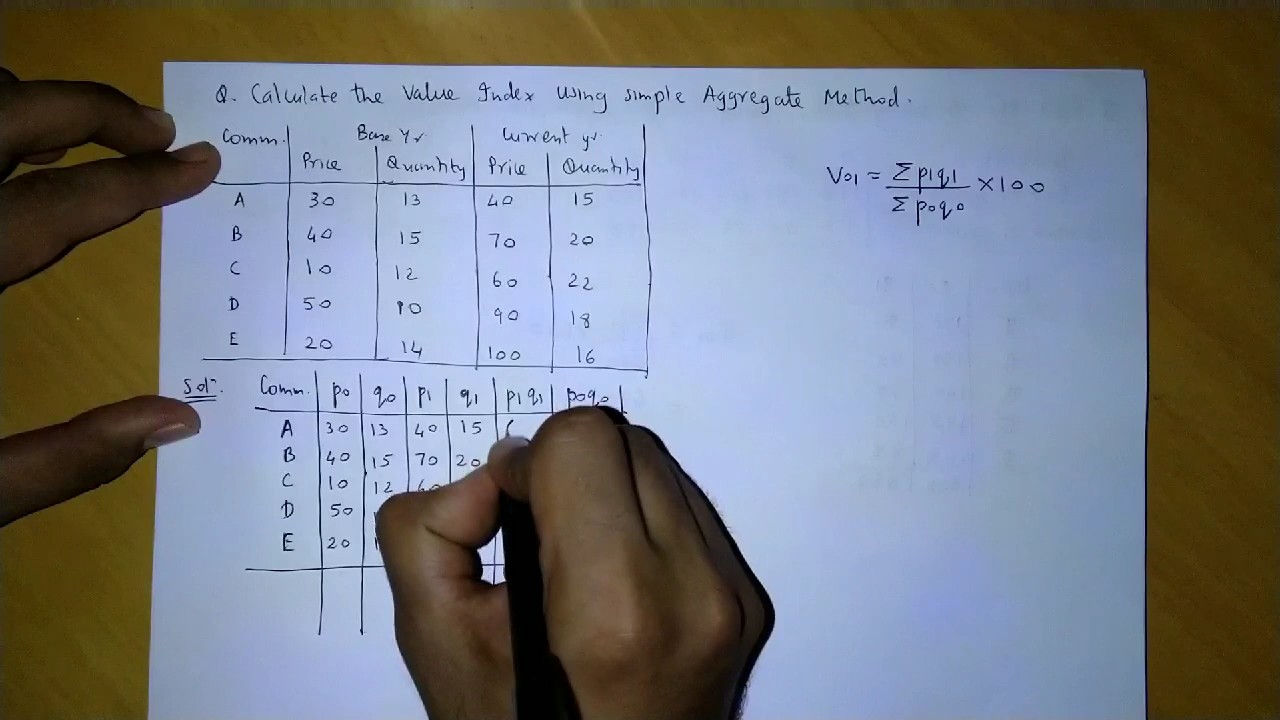 Q. Calculate the Value Index using simple Aggregate Method.
Comm. Base Yr. Current yr.
Price Quantity Price Quantity
A 30 13 40 15
B 40 15 70 20
C 10 12 60 22
D 50 10 90 18
E 20 14 100 16
V01 = Σp1q1 / Σp0q0 × 100
Soln.
Comm. p0 q0 p1 q1 p1q1 p0q0
A 30 13 40 15
B 40 15 70 20
C 10 12
D 50
E 20